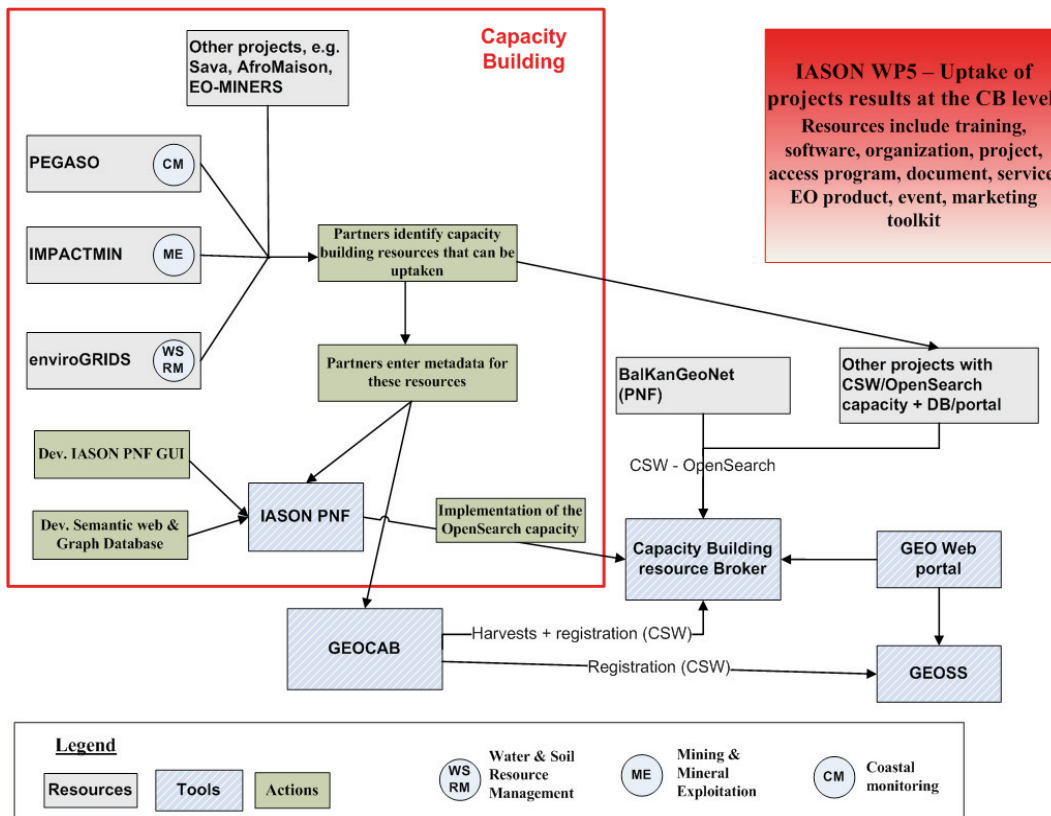 Other projects, e.g.
Sava, AfroMaison,
EO-MINERS
Capacity
Building
IASON WP5 – Uptake of
projects results at the CB level
Resources include training,
software, organization, project,
access program, document, service
EO product, event, marketing
toolkit
PEGASO
CM
IMPACTMIN
ME
enviroGRIDS
WS
RM
Partners identify capacity
building resources that can be
uptaken
Partners enter metadata for
these resources
BalKanGeoNet
(PNF)
Other projects with
CSW/OpenSearch
capacity + DB/portal
CSW - OpenSearch
Dev. IASON PNF GUI
Dev. Semantic web &
Graph Database
IASON PNF
Implementation of the
OpenSearch capacity
Capacity Building
resource Broker
GEO Web
portal
GEOCAB
Harvests + registration (CSW)
Registration (CSW)
GEOSS
Legend
Resources
Tools
Actions
WS
RM
Water & Soil
Resource
Management
ME
Mining &
Mineral
Exploitation
CM
Coastal
monitoring